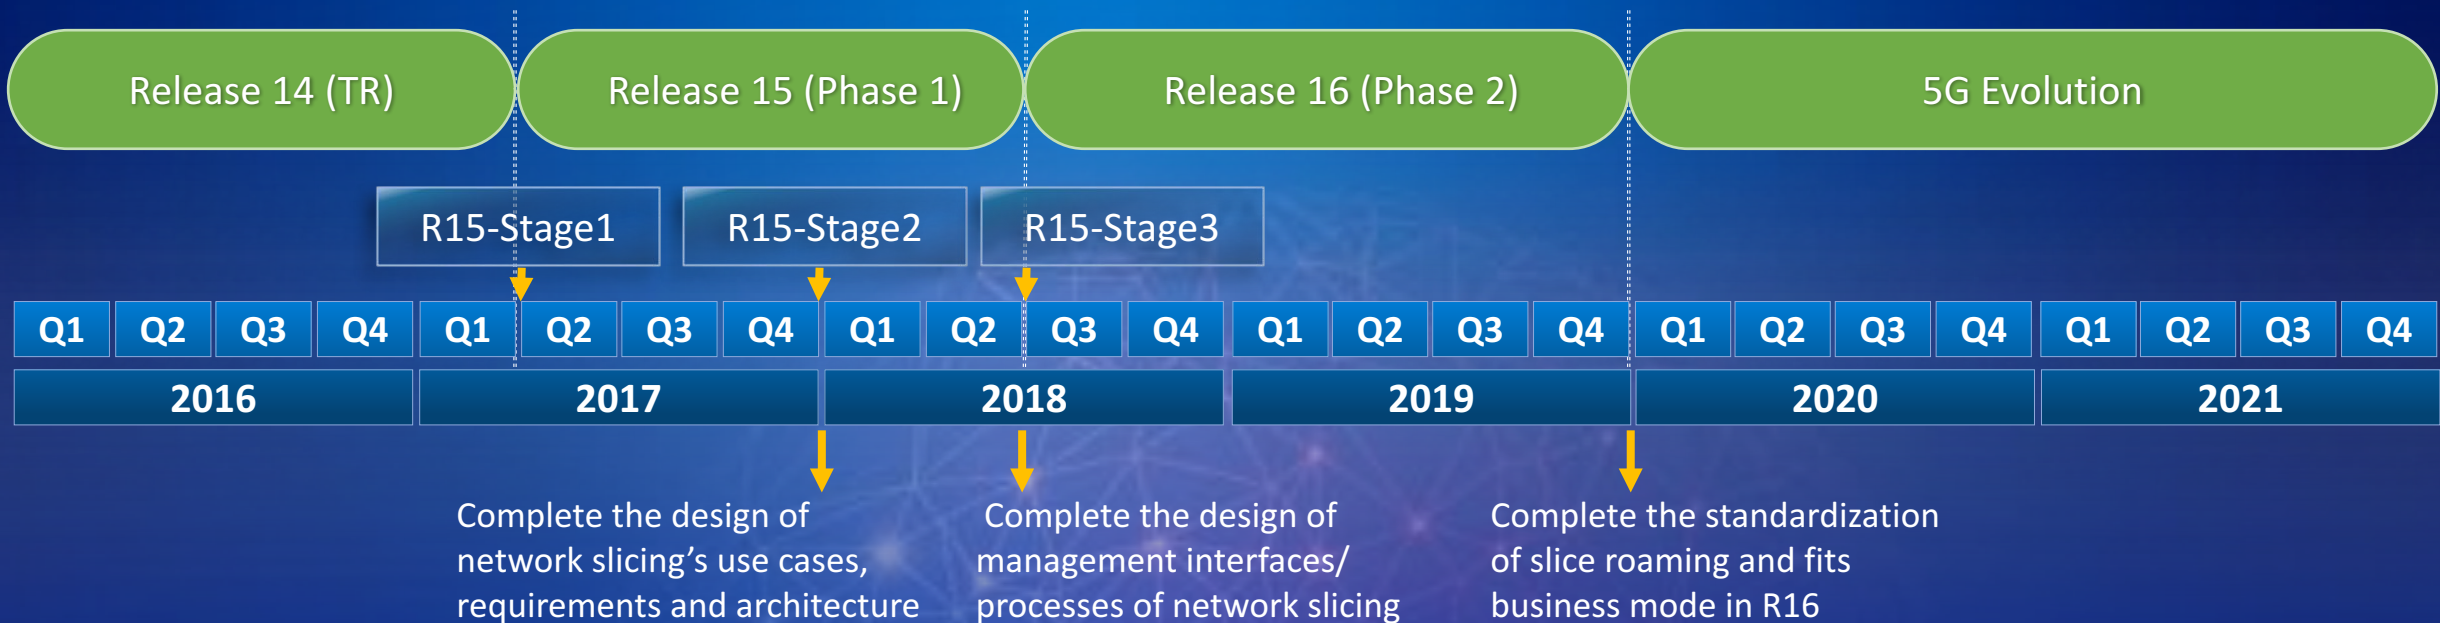 Release 14 (TR)
Release 15 (Phase 1)
Release 16 (Phase 2)
5G Evolution
R15-Stage1
R15-Stage2
R15-Stage3
Q1 Q2 Q3 Q4 Q1 Q2 Q3 Q4 Q1 Q2 Q3 Q4 Q1 Q2 Q3 Q4 Q1 Q2 Q3 Q4 Q1 Q2 Q3 Q4
2016 2017 2018 2019 2020 2021
Complete the design of
network slicing’s use cases,
requirements and architecture
Complete the design of
management interfaces/
processes of network slicing
Complete the standardization
of slice roaming and fits
business mode in R16